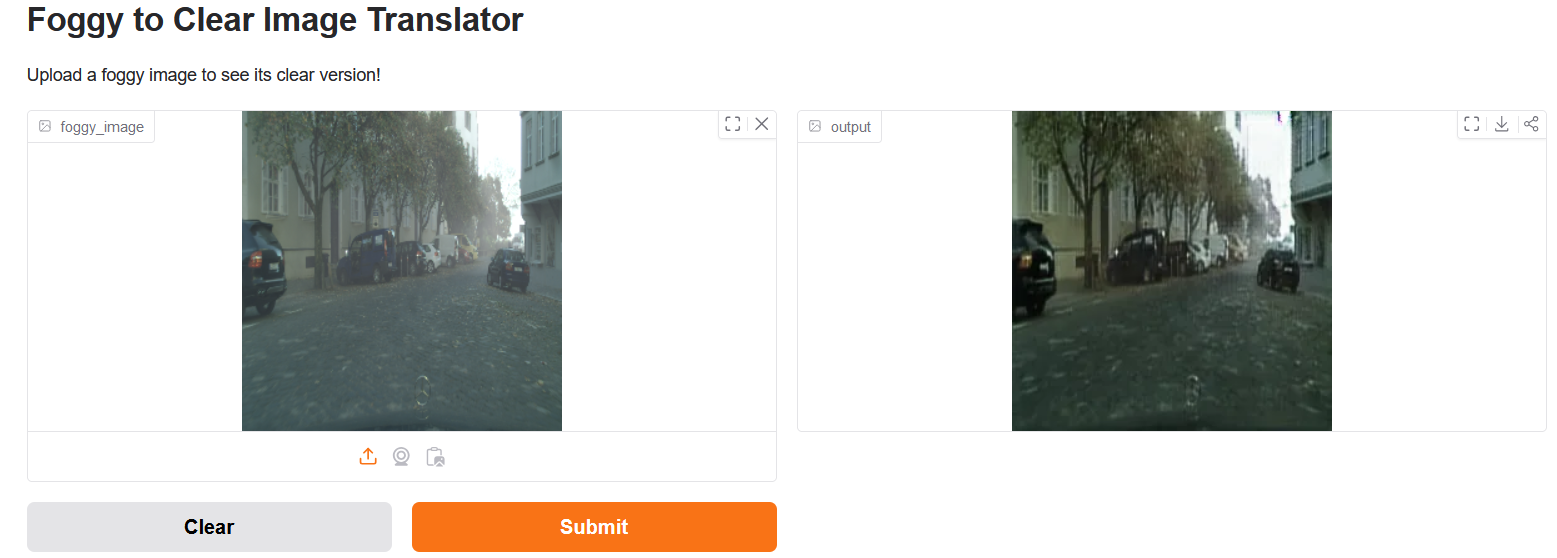 Foggy to Clear Image Translator
Upload a foggy image to see its clear version!
foggy_image
output
Clear
Submit